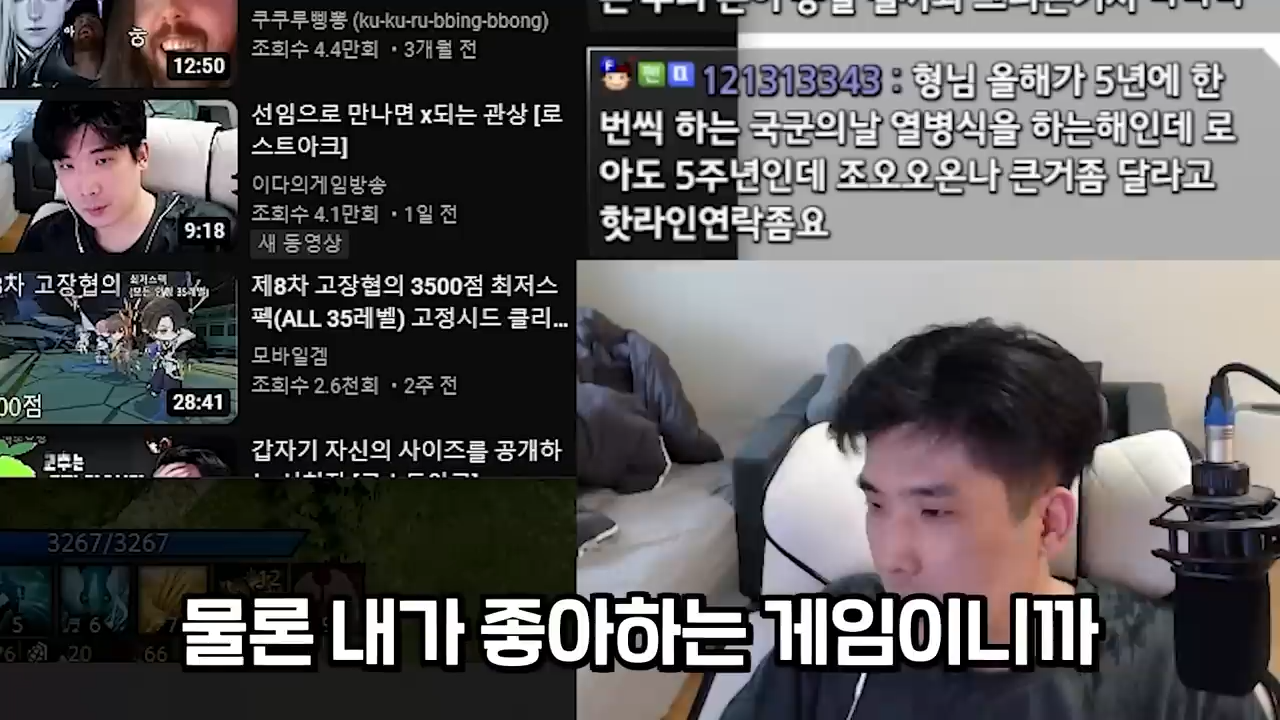 쿠쿠루삥뽕 (ku-ku-ru-bbing-bbong)
조회수 4.4만회 • 3개월 전
12:50
선임으로 만나면 x되는 관상 [로
스트아크]
이다의게임방송
조회수 4.1만회 • 1일 전
새 동영상
9:18
제8차 고장협의 3500점 최저스
펙(ALL 35레벨) 고정시드 클리...
모바일겜
조회수 2.6천회 • 2주 전
28:41
차 고장협의
00점
갑자기 자신의 사이즈를 공개하
121313343 : 형님 올해가 5년에 한
번씩 하는 국군의날 열병식을 하는해인데 로
아도 5주년인데 조오오온나 큰거좀 달라고
핫라인연락좀요
3267/3267
물론 내가 좋아하는 게임이니까